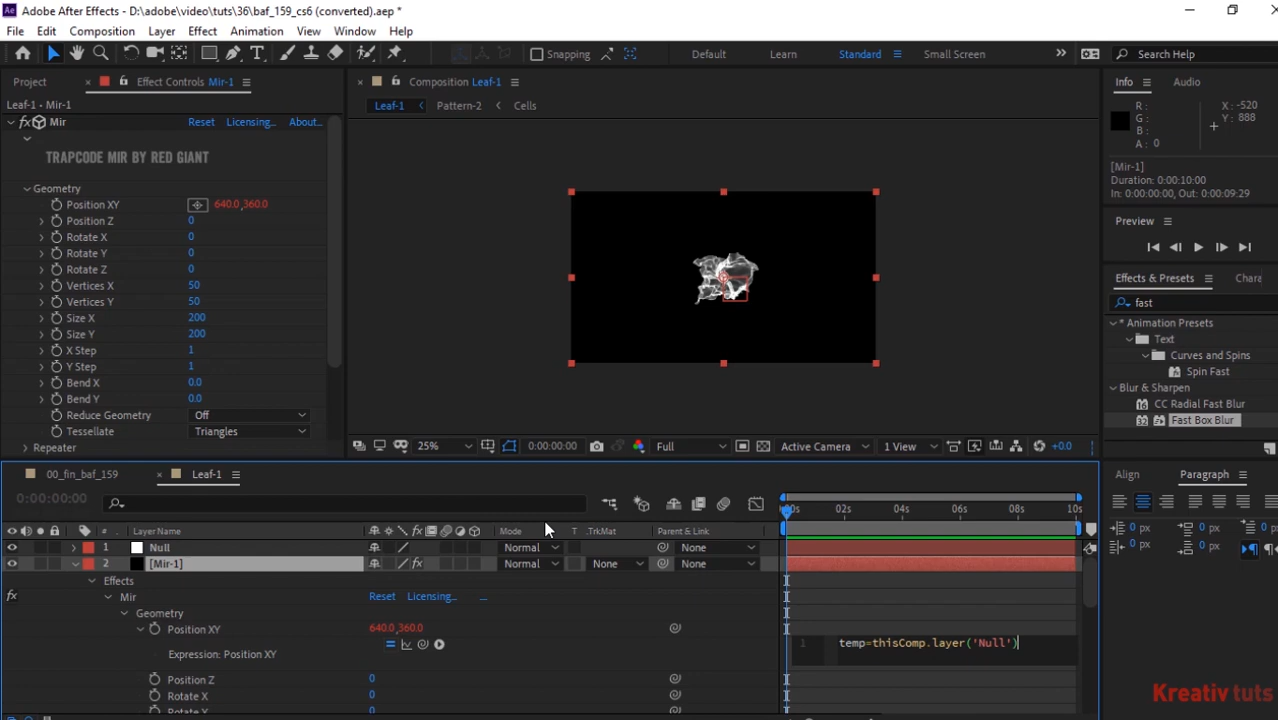 Adobe After Effects - D:\adobe\video\tuts\36\baf_159_cs6 (converted).aep *
File Edit Composition Layer Effect Animation View Window Help
Snapping Default Learn Standard Small Screen Search Help
Project Effect Controls Mir-1 Composition Leaf-1 Info Audio
Leaf-1 - Mir-1 Leaf-1 Pattern-2 Cells
fx Mir Reset Licensing... About...
TRAPCODE MIR BY RED GIANT
Geometry
Position XY 640.0,360.0
Position Z 0
Rotate X 0
Rotate Y 0
Rotate Z 0
Vertices X 50
Vertices Y 50
Size X 200
Size Y 200
X Step 1
Y Step 1
Bend X 0.0
Bend Y 0.0
Reduce Geometry Off
Tessellate Triangles
Repeater
R: X: -520
G: Y: 888
B:
A: 0
[Mir-1]
Duration: 0:00:10:00
In: 0:00:00:00, Out: 0:00:09:29
Preview
Effects & Presets Chara
fast
* Animation Presets
Text
Curves and Spins
Spin Fast
Blur & Sharpen
16 CC Radial Fast Blur
32 Fast Box Blur
25% 0:00:00:00 Full Active Camera 1 View +0.0
00_fin_baf_159 Leaf-1 Align Paragraph
0:00:00:00 :00s 02s 04s 06s 08s 10s
# Layer Name fx Mode T .TrkMat Parent & Link
1 Null Normal None
2 [Mir-1] fx Normal None None
Effects
fx Mir Reset Licensing... ...
Geometry
Position XY 640.0,360.0
Expression: Position XY 1 temp=thisComp.layer('Null')
Position Z 0
Rotate X 0
Rotate Y 0
0 px 0 px
0 px 0 px
Kreativ tuts